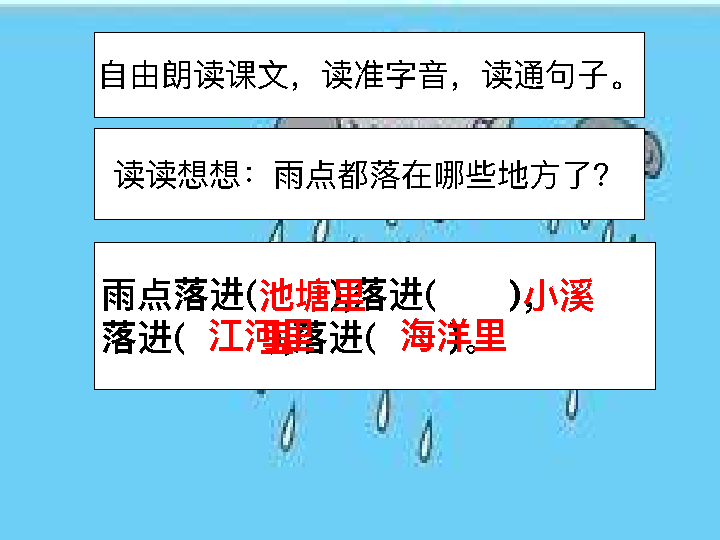 自由朗读课文，读准字音，读通句子。
读读想想：雨点都落在哪些地方了？
雨点落进(池塘里),落进(    ),小溪
落进( 江河里 里 ),落进( 海洋里 )。